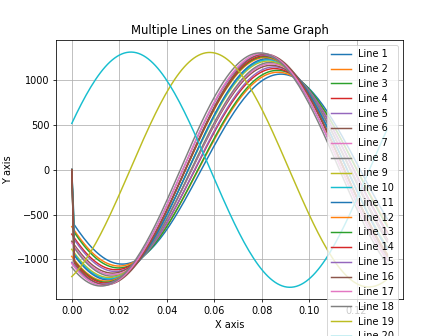 Multiple Lines on the Same Graph
Y axis
1000
500
0
−500
−1000
0.00
0.02
0.04
0.06
0.08
0.10
X axis
Line 1
Line 2
Line 3
Line 4
Line 5
Line 6
Line 7
Line 8
Line 9
Line 10
Line 11
Line 12
Line 13
Line 14
Line 15
Line 16
Line 17
Line 18
Line 19
Line 20